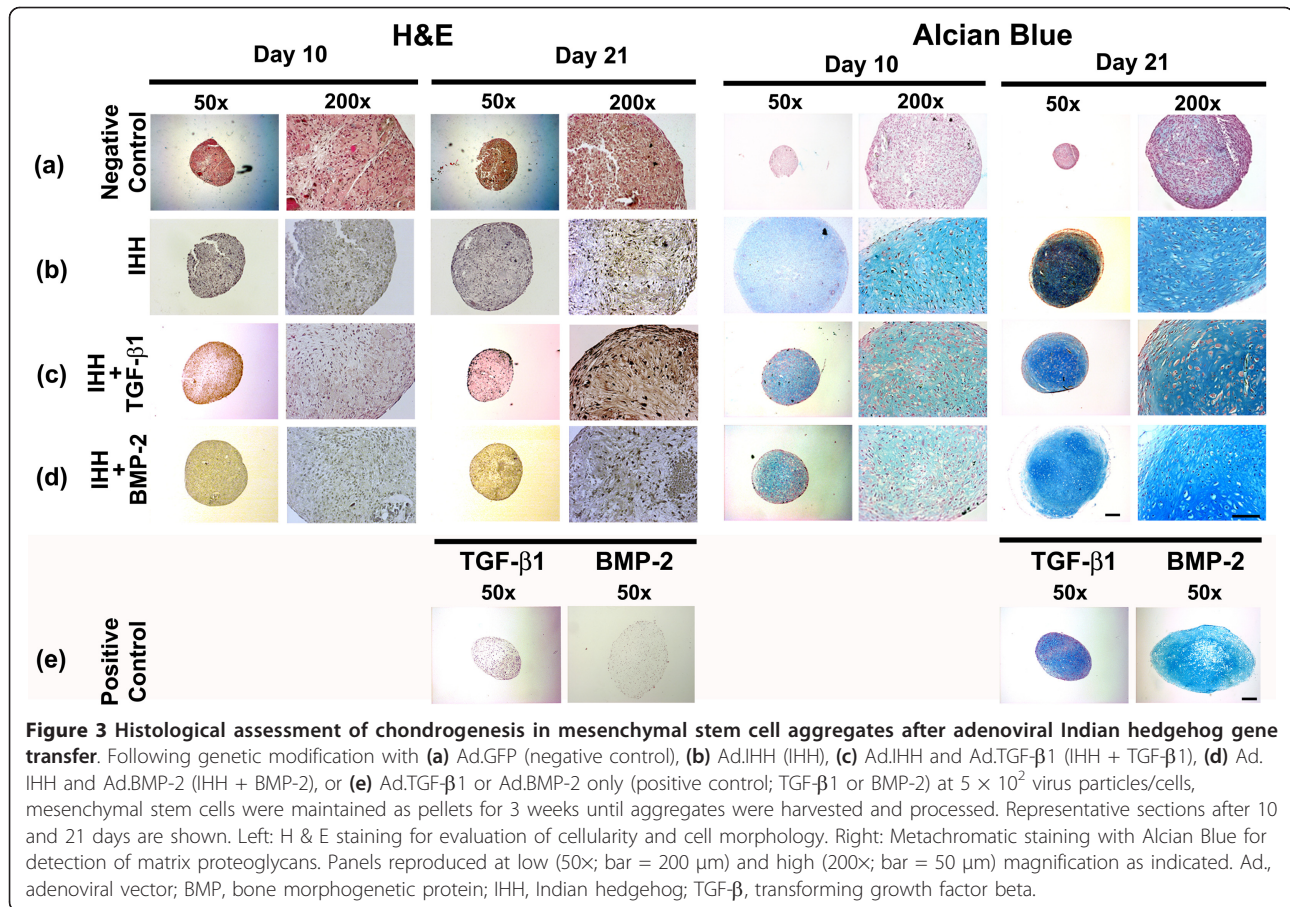 H&E Alcian Blue
Day 10 Day 21 Day 10 Day 21
50x 200x 50x 200x 50x 200x 50x 200x
(a) Negative Control
(b) IHH
(c) IHH + TGF-β1
(d) IHH + BMP-2
TGF-β1 BMP-2 TGF-β1 BMP-2
50x 50x 50x 50x
(e) Positive Control
Figure 3 Histological assessment of chondrogenesis in mesenchymal stem cell aggregates after adenoviral Indian hedgehog gene
transfer. Following genetic modification with (a) Ad.GFP (negative control), (b) Ad.IHH (IHH), (c) Ad.IHH and Ad.TGF-β1 (IHH + TGF-β1), (d) Ad.
IHH and Ad.BMP-2 (IHH + BMP-2), or (e) Ad.TGF-β1 or Ad.BMP-2 only (positive control; TGF-β1 or BMP-2) at 5 × 10² virus particles/cells,
mesenchymal stem cells were maintained as pellets for 3 weeks until aggregates were harvested and processed. Representative sections after 10
and 21 days are shown. Left: H & E staining for evaluation of cellularity and cell morphology. Right: Metachromatic staining with Alcian Blue for
detection of matrix proteoglycans. Panels reproduced at low (50×; bar = 200 μm) and high (200×; bar = 50 μm) magnification as indicated. Ad.,
adenoviral vector; BMP, bone morphogenetic protein; IHH, Indian hedgehog; TGF-β, transforming growth factor beta.